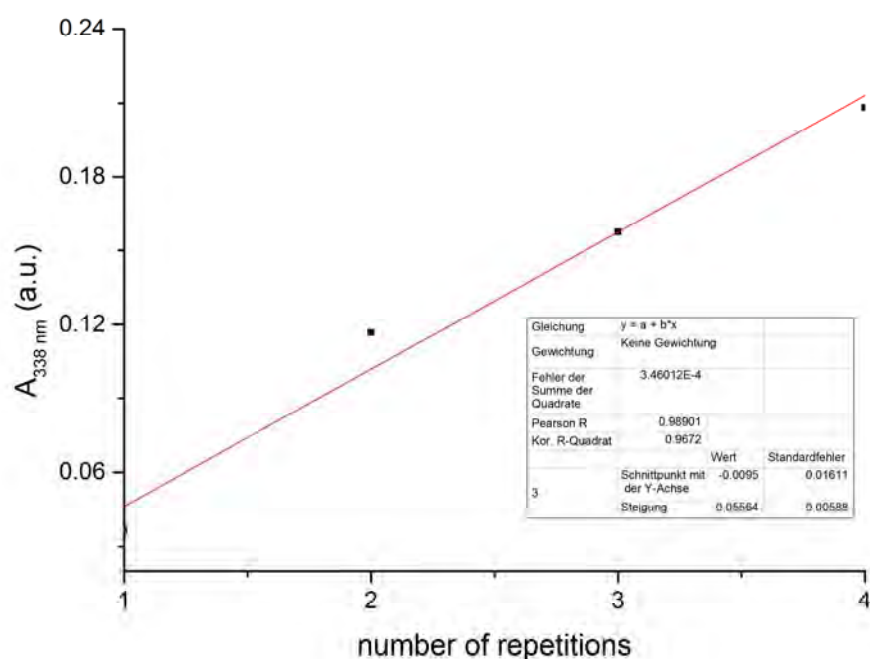 0.24
0.18
0.12
0.06
A338 nm (a.u.)
1 2 3 4
number of repetitions
Gleichung y = a + b*x
Gewichtung Keine Gewichtung
Fehler der Summe der Quadrate 3.46012E-4
Pearson R 0.98901
Kor. R-Quadrat 0.9672
Wert Standardfehler
3 Schnittpunkt mit der Y-Achse -0.0095 0.01611
Steigung 0.05564 0.00588